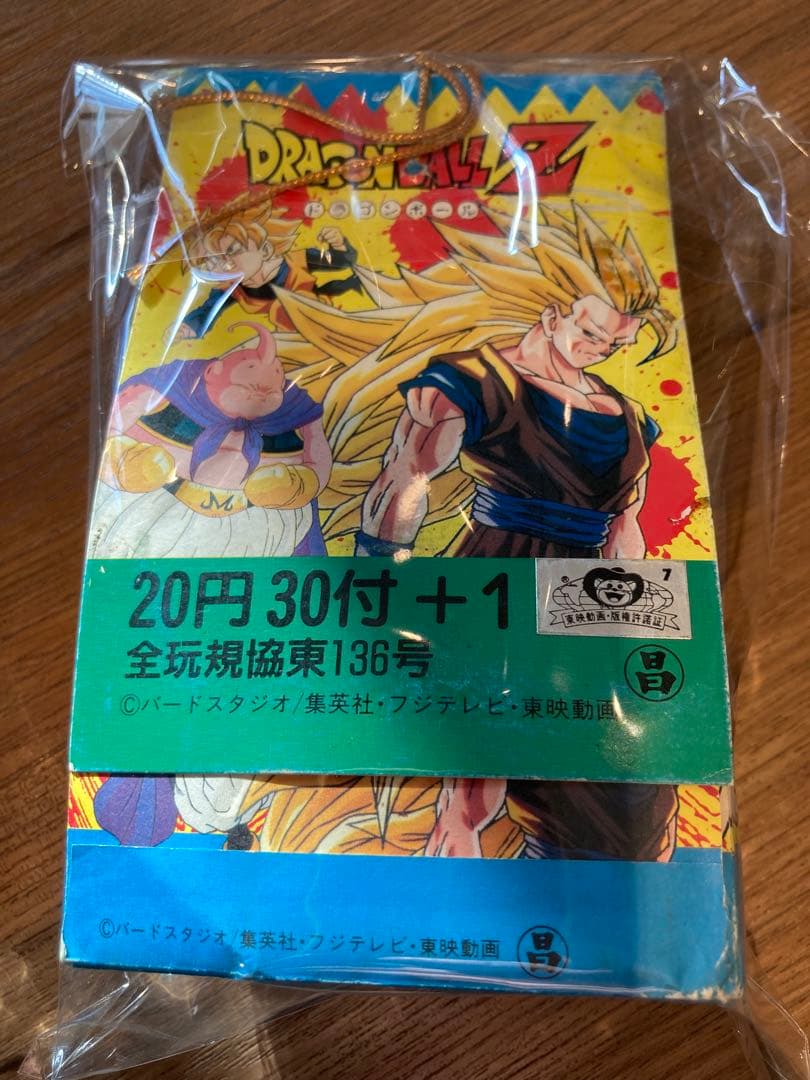 DRAGONBALL Z
ドラゴンボール
M
20円 30付 +1
7
®
東映動画・版権許諾証
全玩規協東136号
昌
©バードスタジオ/集英社・フジテレビ・東映動画
©バードスタジオ/集英社・フジテレビ・東映動画
昌